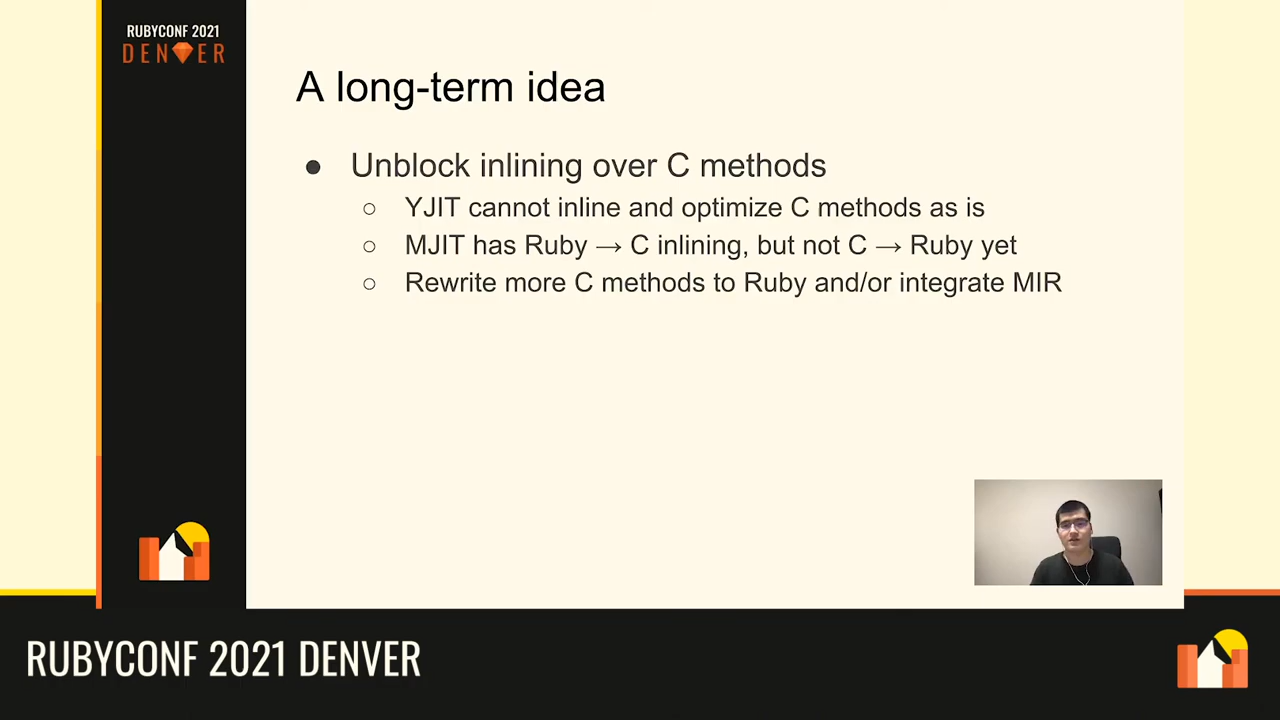 RUBYCONF 2021
DENVER
A long-term idea
● Unblock inlining over C methods
○ YJIT cannot inline and optimize C methods as is
○ MJIT has Ruby → C inlining, but not C → Ruby yet
○ Rewrite more C methods to Ruby and/or integrate MIR
RUBYCONF 2021 DENVER